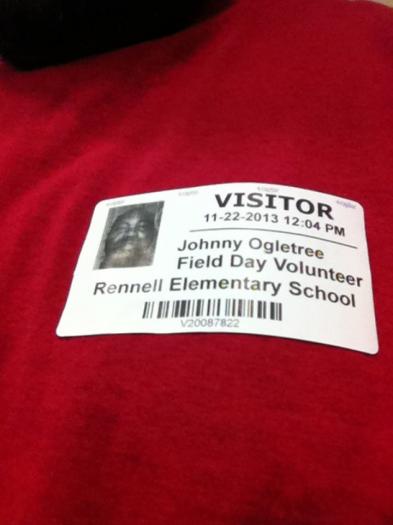 VISITOR
11-22-2013 12:04 PM
Johnny Ogletree
Field Day Volunteer
Rennell Elementary School
V20087822